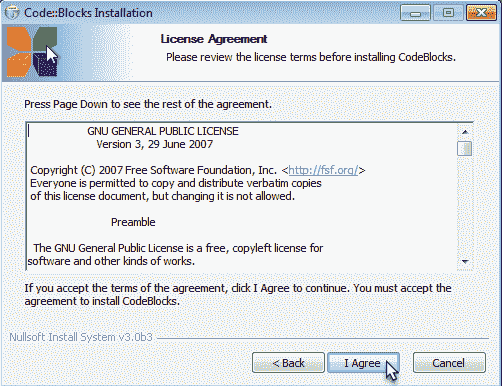 Code::Blocks Installation
License Agreement
Please review the license terms before installing CodeBlocks.
Press Page Down to see the rest of the agreement.
GNU GENERAL PUBLIC LICENSE
Version 3, 29 June 2007
Copyright (C) 2007 Free Software Foundation, Inc. <http://fsf.org/>
Everyone is permitted to copy and distribute verbatim copies
of this license document, but changing it is not allowed.
Preamble
The GNU General Public License is a free, copyleft license for
software and other kinds of works.
If you accept the terms of the agreement, click I Agree to continue. You must accept the
agreement to install CodeBlocks.
Nullsoft Install System v3.0b3
< Back
I Agree
Cancel